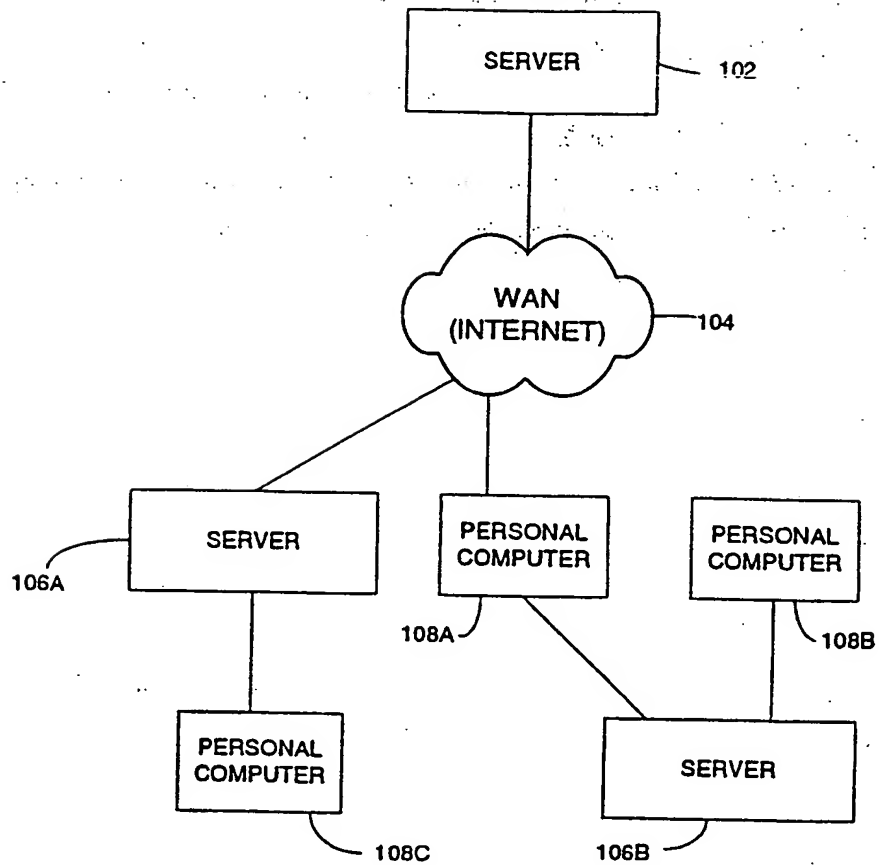 SERVER
102
WAN
(INTERNET)
104
SERVER
106A
PERSONAL
COMPUTER
108A
PERSONAL
COMPUTER
108B
PERSONAL
COMPUTER
108C
SERVER
106B